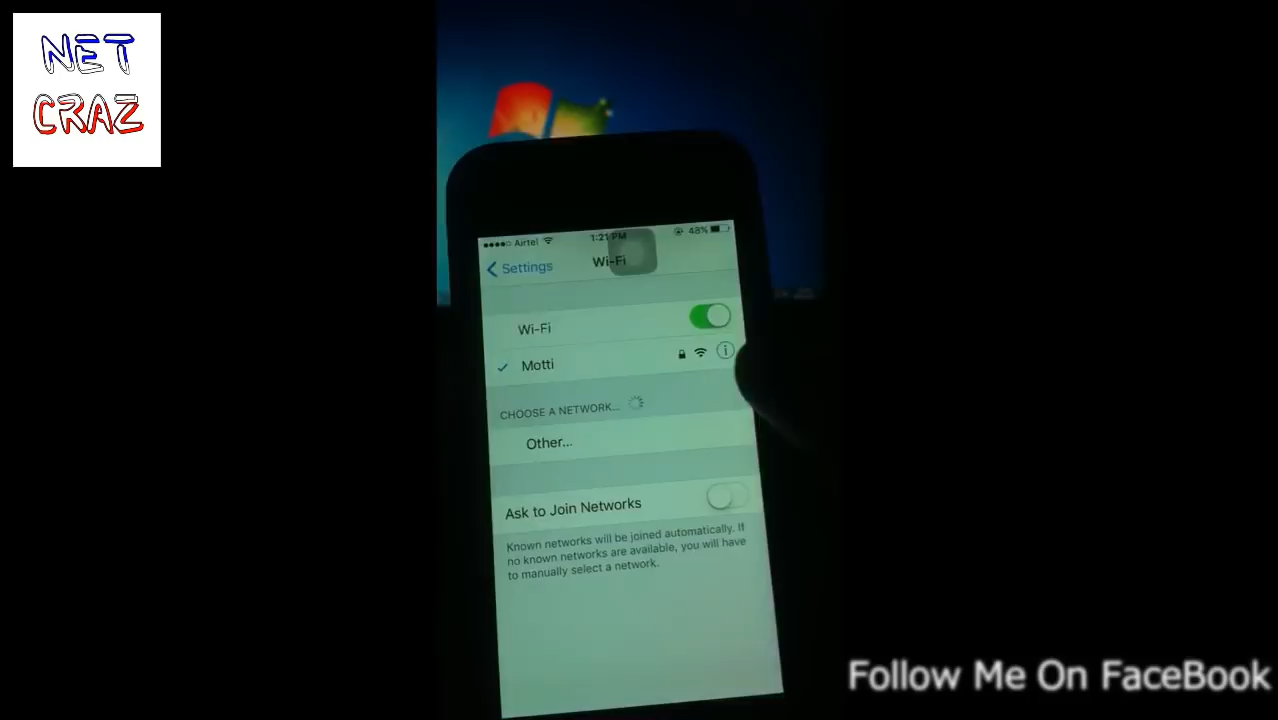 NET
CRAZ
Airtel
1:21 PM
48%
Settings
Wi-Fi
Wi-Fi
Motti
CHOOSE A NETWORK...
Other...
Ask to Join Networks
Known networks will be joined automatically. If
no known networks are available, you will have
to manually select a network.
Follow Me On FaceBook